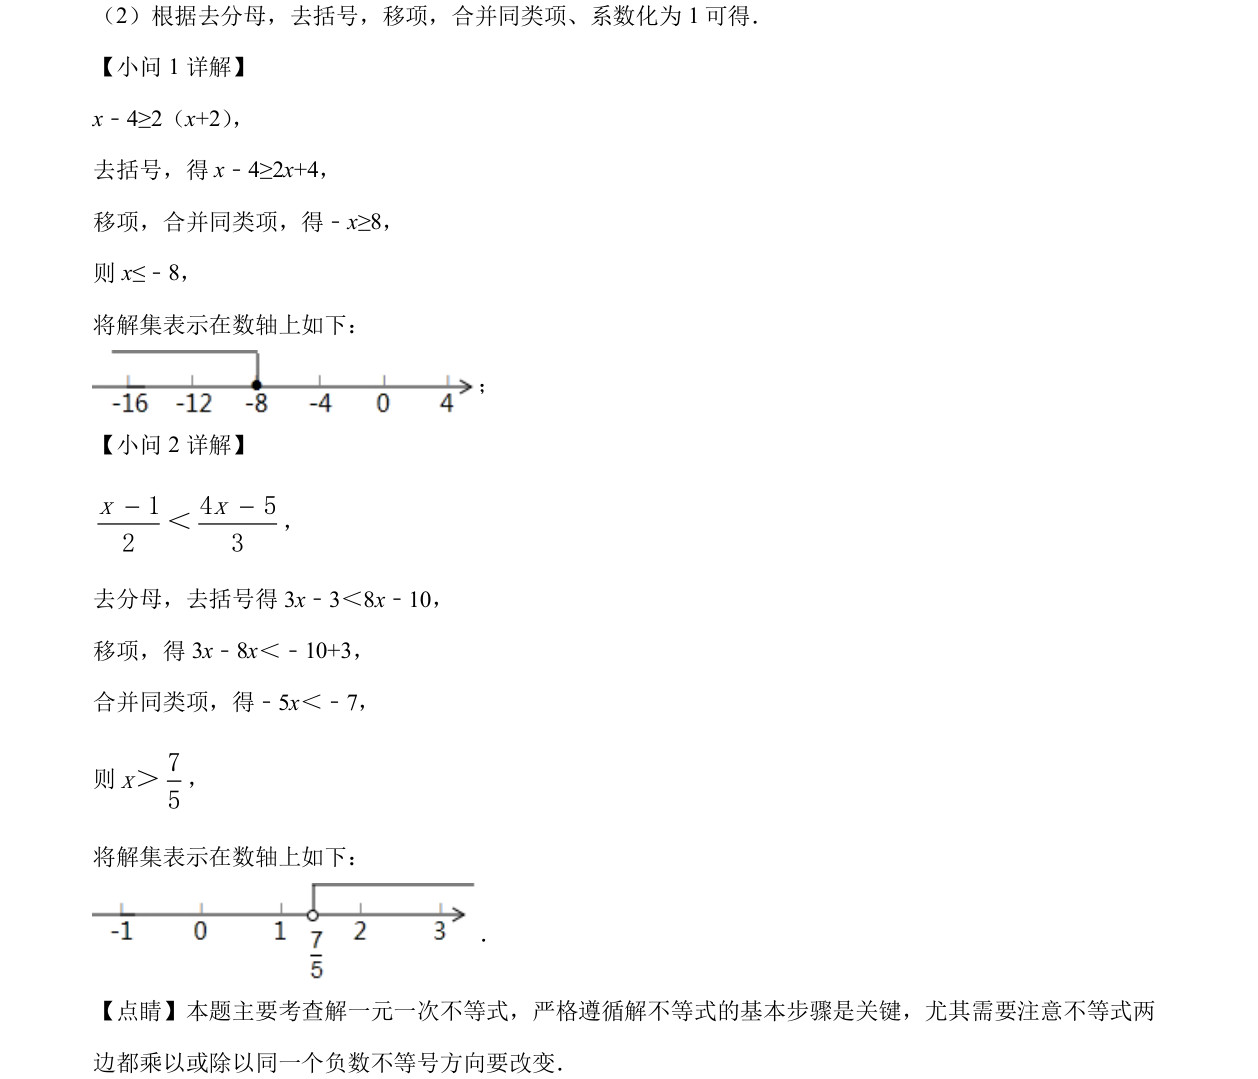 （2）根据去分母，去括号，移项，合并同类项、系数化为 1 可得．
【小问 1 详解】
x﹣4≥2（x+2），
去括号，得 x﹣4≥2x+4，
移项，合并同类项，得﹣x≥8，
则 x≤﹣8，
将解集表示在数轴上如下：
-16 -12 -8 -4 0 4 ；
【小问 2 详解】
\frac{x-1}{2}＜\frac{4x-5}{3}，
去分母，去括号得 3x﹣3＜8x﹣10，
移项，得 3x﹣8x＜﹣10+3，
合并同类项，得﹣5x＜﹣7，
则 x＞\frac{7}{5}，
将解集表示在数轴上如下：
-1 0 1 \frac{7}{5} 2 3 ．
【点睛】本题主要考查解一元一次不等式，严格遵循解不等式的基本步骤是关键，尤其需要注意不等式两
边都乘以或除以同一个负数不等号方向要改变．